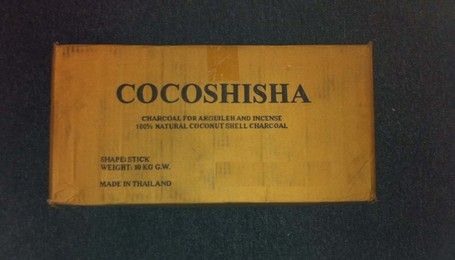 COCOSHISHA
CHARCOAL FOR ARGUILEH AND INCENSE
100% NATURAL COCONUT SHELL CHARCOAL
SHAPE: STICK
WEIGHT: 10 KG G.W.
MADE IN THAILAND